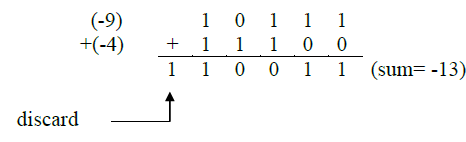 (-9) 1 0 1 1 1
+(-4) + 1 1 1 0 0
1 1 0 0 1 1 (sum= -13)
discard